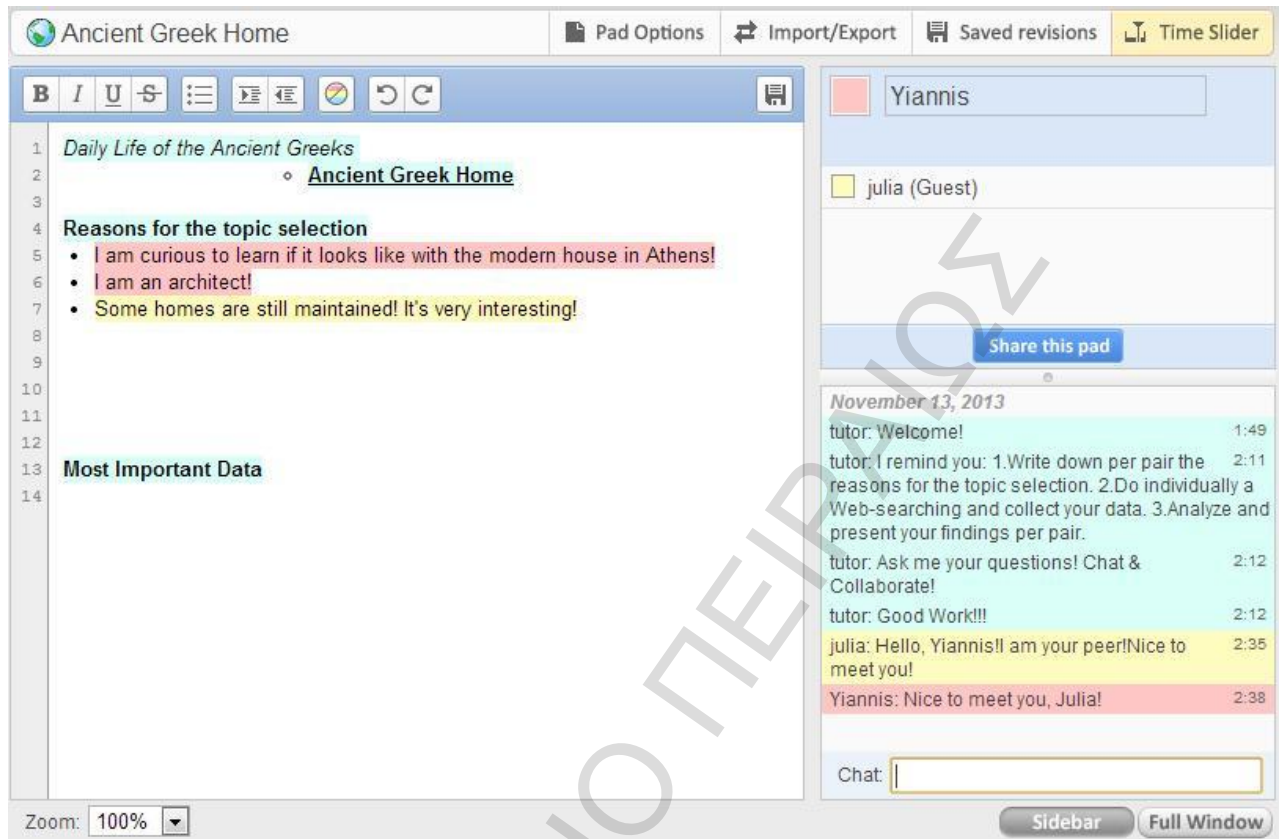 Ancient Greek Home
Pad Options
Import/Export
Saved revisions
Time Slider
B I U S
1 Daily Life of the Ancient Greeks
2 Ancient Greek Home
3
4 Reasons for the topic selection
5 • I am curious to learn if it looks like with the modern house in Athens!
6 • I am an architect!
7 • Some homes are still maintained! It's very interesting!
8
9
10
11
12
13 Most Important Data
14
Zoom: 100%
Yiannis
julia (Guest)
Share this pad
November 13, 2013
tutor: Welcome! 1:49
tutor: I remind you: 1.Write down per pair the 2:11
reasons for the topic selection. 2.Do individually a
Web-searching and collect your data. 3.Analyze and
present your findings per pair.
tutor: Ask me your questions! Chat & 2:12
Collaborate!
tutor: Good Work!!! 2:12
julia: Hello, Yiannis!I am your peer!Nice to 2:35
meet you!
Yiannis: Nice to meet you, Julia! 2:38
Chat:
Sidebar
Full Window
ΙΟ ΠΕΙΡΑΙΩΣ